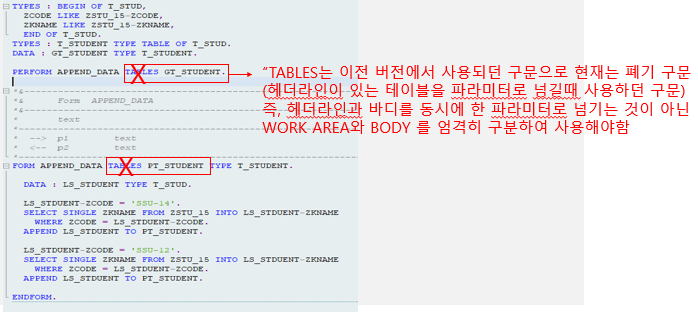 TYPES : BEGIN OF T_STUD,
ZCODE LIKE ZSTU_15-ZCODE,
ZKNAME LIKE ZSTU_15-ZKNAME,
END OF T_STUD.
TYPES : T_STUDENT TYPE TABLE OF T_STUD.
DATA : GT_STUDENT TYPE T_STUDENT.
PERFORM APPEND_DATA TABLES GT_STUDENT.
“TABLES는 이전 버전에서 사용되던 구문으로 현재는 폐기 구문
(헤더라인이 있는 테이블을 파라미터로 넘길때 사용하던 구문)
즉, 헤더라인과 바디를 동시에 한 파라미터로 넘기는 것이 아닌
WORK AREA와 BODY 를 엄격히 구분하여 사용해야함
*&---------------------------------------------------------------------
*&      Form  APPEND_DATA
*&---------------------------------------------------------------------
*       text
*----------------------------------------------------------------------
*  -->  p1        text
*  <--  p2        text
*----------------------------------------------------------------------
FORM APPEND_DATA TABLES PT_STUDENT TYPE T_STUDENT.
DATA : LS_STDUENT TYPE T_STUD.
LS_STDUENT-ZCODE = 'SSU-14'.
SELECT SINGLE ZKNAME FROM ZSTU_15 INTO LS_STDUENT-ZKNAME
WHERE ZCODE = LS_STDUENT-ZCODE.
APPEND LS_STDUENT TO PT_STUDENT.
LS_STDUENT-ZCODE = 'SSU-12'.
SELECT SINGLE ZKNAME FROM ZSTU_15 INTO LS_STDUENT-ZKNAME
WHERE ZCODE = LS_STDUENT-ZCODE.
APPEND LS_STDUENT TO PT_STUDENT.
ENDFORM.